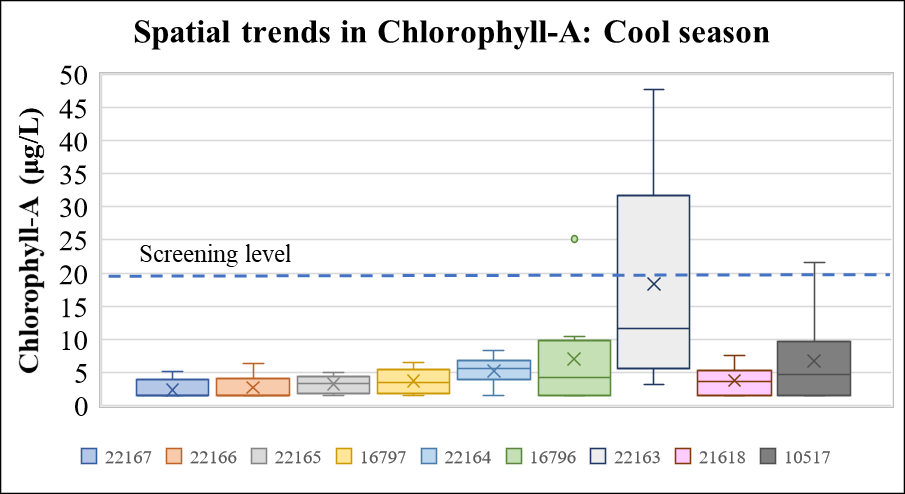 Spatial trends in Chlorophyll-A: Cool season
Chlorophyll-A (µg/L)
50
45
40
35
30
25
20
15
10
5
0
Screening level
22167 22166 22165 16797 22164 16796 22163 21618 10517